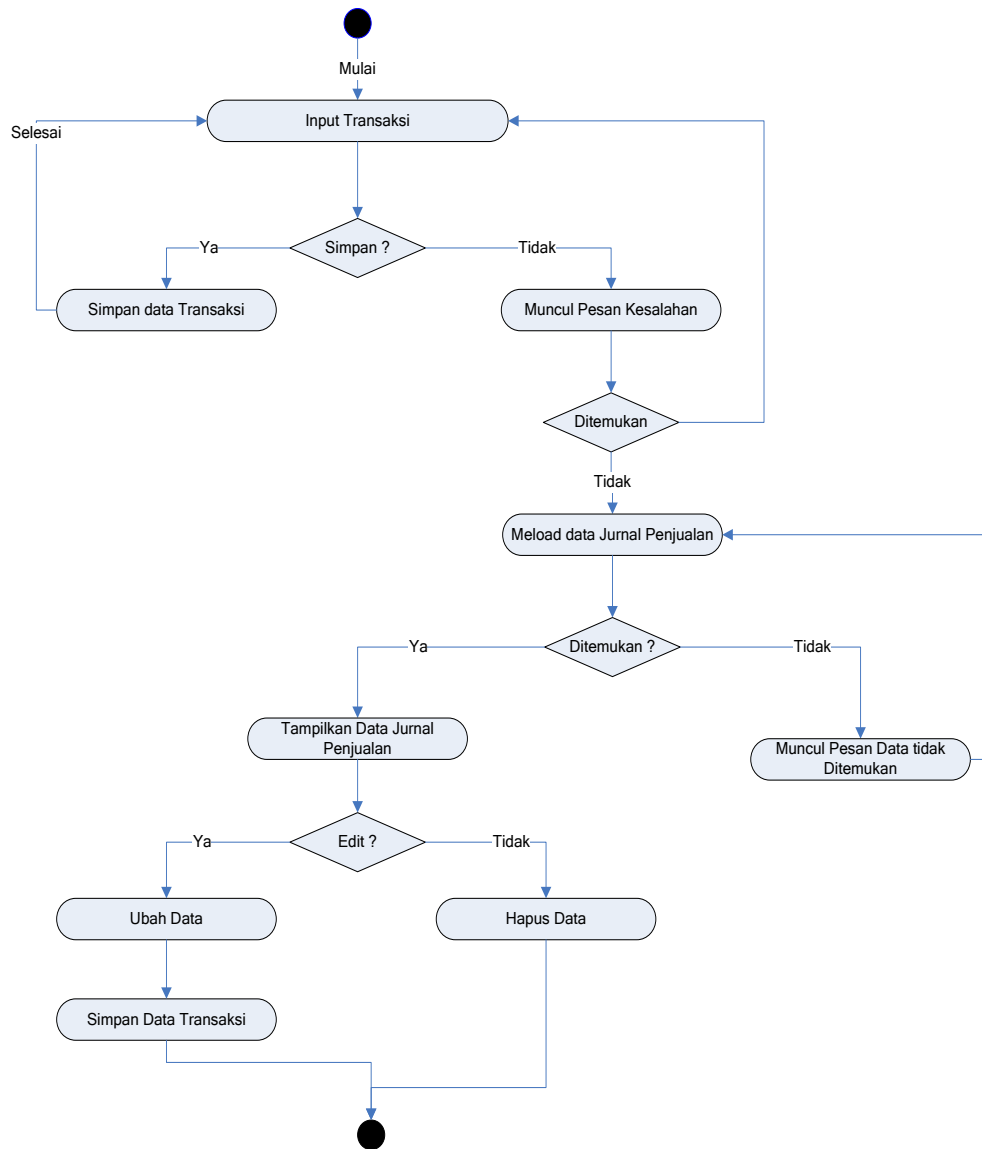 Mulai
Input Transaksi
Selesai
Simpan ?
Ya
Tidak
Simpan data Transaksi
Muncul Pesan Kesalahan
Ditemukan
Tidak
Meload data Jurnal Penjualan
Ditemukan ?
Ya
Tidak
Tampilkan Data Jurnal
Penjualan
Muncul Pesan Data tidak
Ditemukan
Edit ?
Ya
Tidak
Ubah Data
Hapus Data
Simpan Data Transaksi